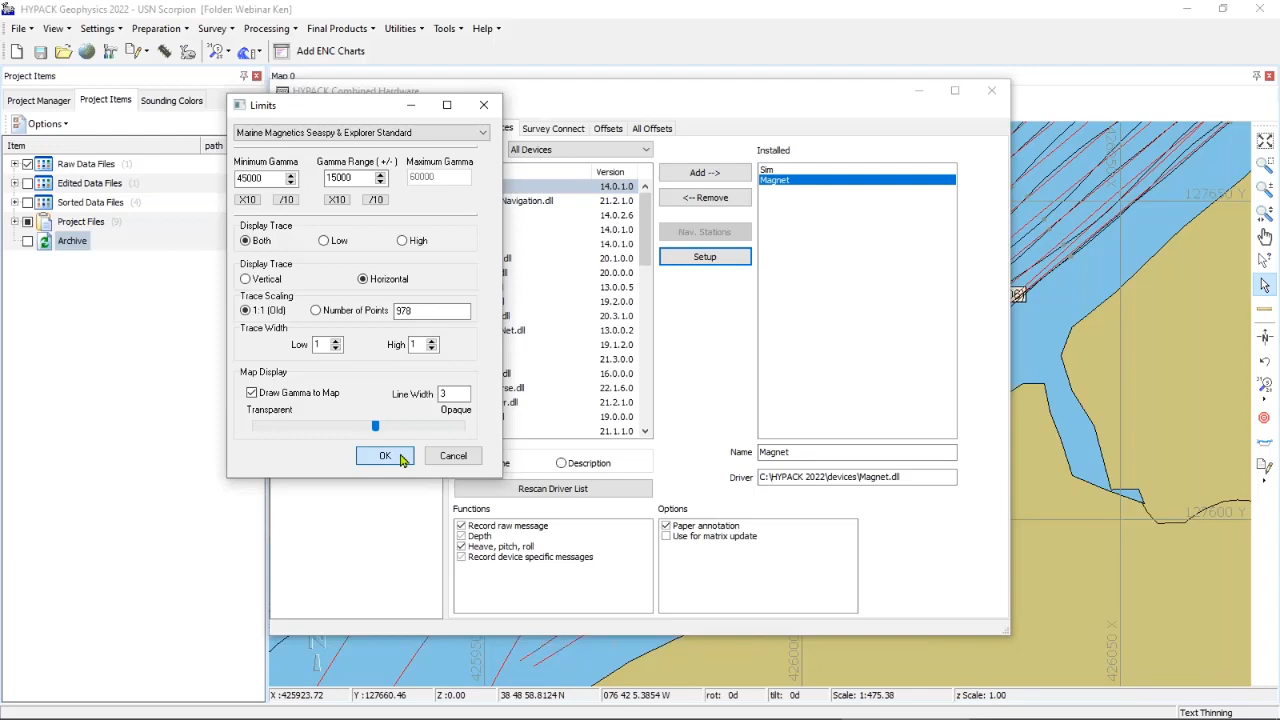 HYPACK Geophysics 2022 - USN Scorpion [Folder: Webinar Ken]
File View Settings Preparation Survey Processing Final Products Utilities Tools Help
Add ENC Charts
Project Items
Map 0
Project Manager Project Items Sounding Colors
Options
Item path
Raw Data Files (1)
Edited Data Files (1)
Sorted Data Files (4)
Project Files (9)
Archive
HYPACK Combined Hardware
Survey Connect Offsets All Offsets
All Devices
Version
14.0.1.0
Navigation.dll 21.2.1.0
14.0.2.6
14.0.1.0
14.0.1.0
dll 20.1.0.0
dll 20.0.0.0
dll 13.0.0.5
19.2.0.0
dll 20.3.1.0
Net.dll 13.0.0.2
19.1.2.0
21.3.0.0
dll 16.0.0.0
rse.dll 22.1.6.0
r.dll 21.2.1.0
19.0.0.0
21.1.1.0
Description
Rescan Driver List
Add -->
<-- Remove
Nav. Stations
Setup
Installed
Sim
Magnet
Name Magnet
Driver C:\HYPACK 2022\devices\Magnet.dll
Functions
Record raw message
Depth
Heave, pitch, roll
Record device specific messages
Options
Paper annotation
Use for matrix update
Limits
Marine Magnetics Seaspy & Explorer Standard
Minimum Gamma Gamma Range ( +/- ) Maximum Gamma
45000 15000 60000
X10 /10 X10 /10
Display Trace
Both Low High
Display Trace
Vertical Horizontal
Trace Scaling
1:1 (Old) Number of Points 978
Trace Width
Low 1 High 1
Map Display
Draw Gamma to Map Line Width 3
Transparent Opaque
OK Cancel
127650 Y
127600 Y
425950
426000
426050 X
X :425923.72 Y :127660.46 Z :0.00 38 48 58.8124 N 076 42 5.3854 W rot: 0d tilt: 0d Scale: 1:475.38 z Scale: 1.00
Text Thinning